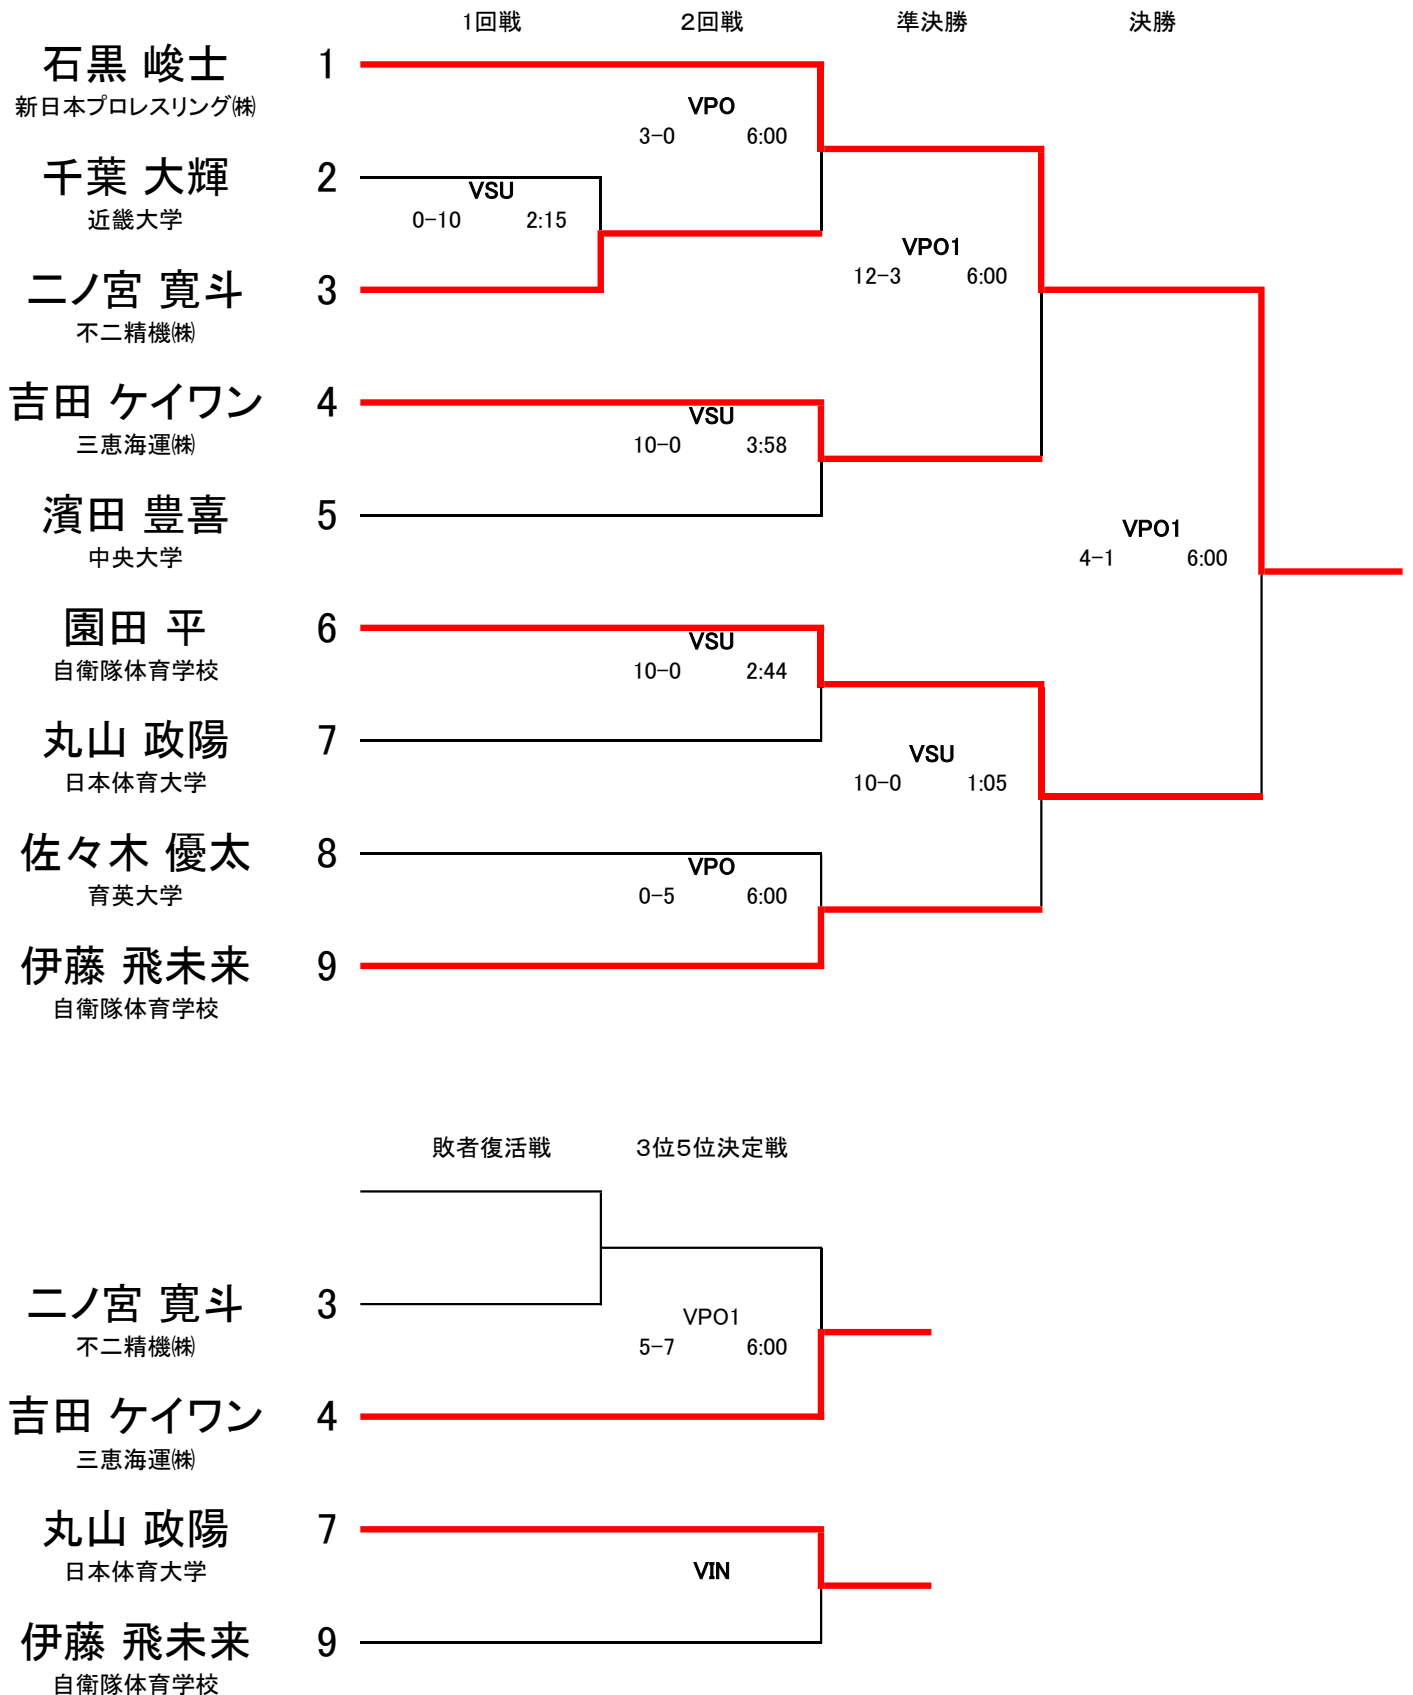 1回戦 2回戦 準決勝 決勝
石黒 峻士 1
新日本プロレスリング㈱
VPO
3-0 6:00
千葉 大輝 2
近畿大学
VSU
0-10 2:15
二ノ宮 寛斗 3
不二精機㈱
VPO1
12-3 6:00
吉田 ケイワン 4
三恵海運㈱
VSU
10-0 3:58
濱田 豊喜 5
中央大学
VPO1
4-1 6:00
園田 平 6
自衛隊体育学校
VSU
10-0 2:44
丸山 政陽 7
日本体育大学
VSU
10-0 1:05
佐々木 優太 8
育英大学
VPO
0-5 6:00
伊藤 飛未来 9
自衛隊体育学校
敗者復活戦 3位5位決定戦
二ノ宮 寛斗 3
不二精機㈱
VPO1
5-7 6:00
吉田 ケイワン 4
三恵海運㈱
丸山 政陽 7
日本体育大学
VIN
伊藤 飛未来 9
自衛隊体育学校